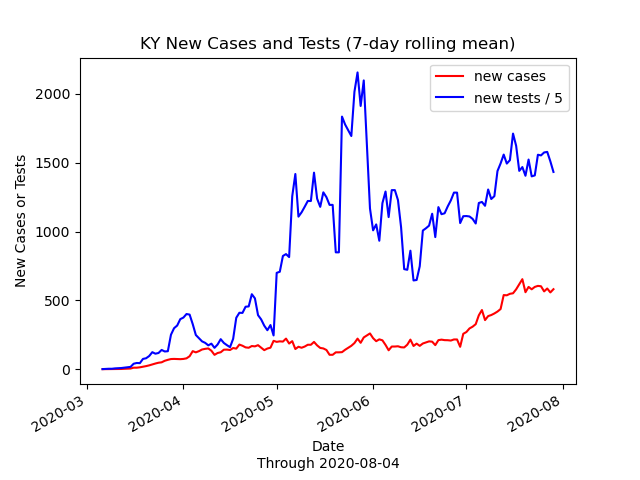 KY New Cases and Tests (7-day rolling mean)
new cases
new tests / 5
New Cases or Tests
2000
1500
1000
500
0
2020-03
2020-04
2020-05
2020-06
2020-07
2020-08
Date
Through 2020-08-04